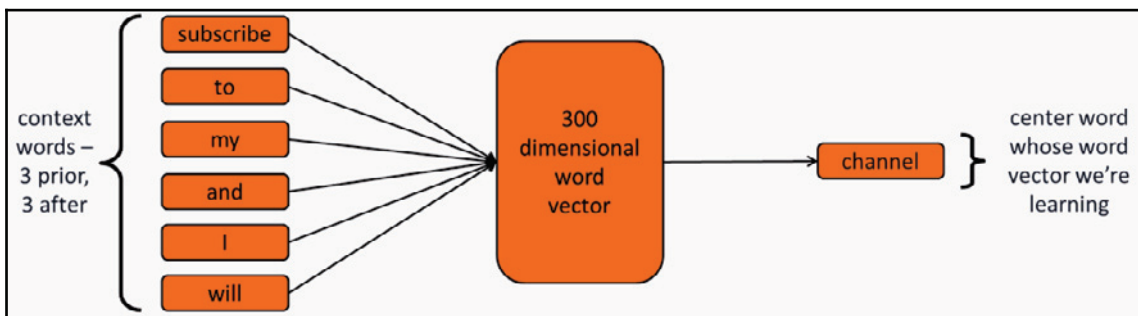 context
words –
3 prior,
3 after
subscribe
to
my
and
I
will
300
dimensional
word
vector
channel
center word
whose word
vector we're
learning